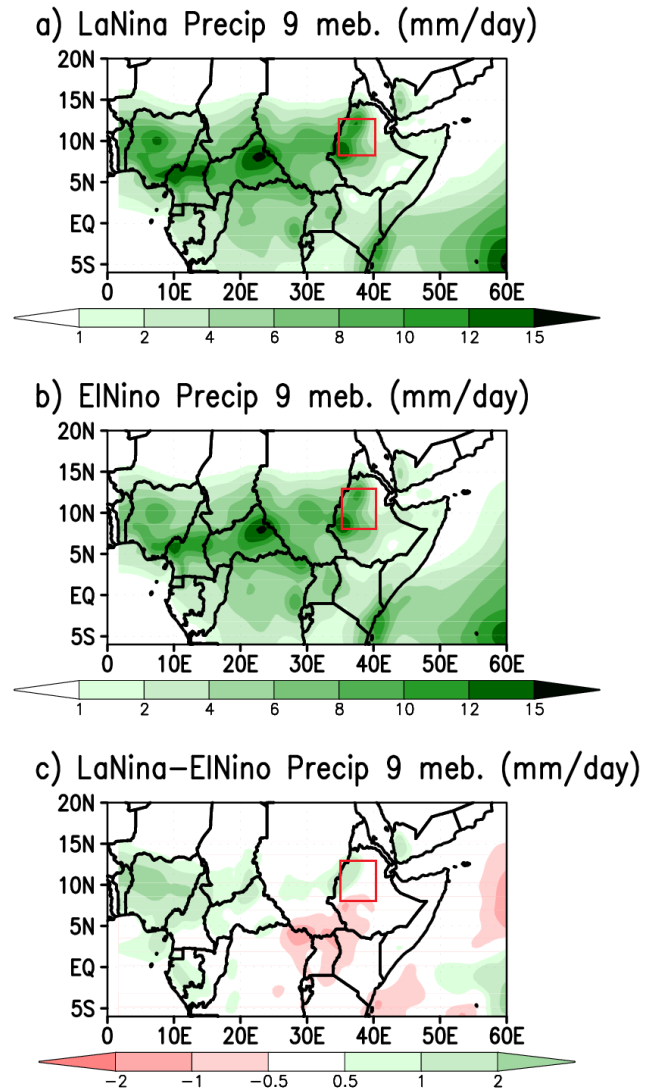 a) LaNina Precip 9 meb. (mm/day)
20N
15N
10N
5N
EQ
5S
0 10E 20E 30E 40E 50E 60E
1 2 4 6 8 10 12 15
b) ElNino Precip 9 meb. (mm/day)
20N
15N
10N
5N
EQ
5S
0 10E 20E 30E 40E 50E 60E
1 2 4 6 8 10 12 15
c) LaNina−ElNino Precip 9 meb. (mm/day)
20N
15N
10N
5N
EQ
5S
0 10E 20E 30E 40E 50E 60E
−2 −1 −0.5 0.5 1 2